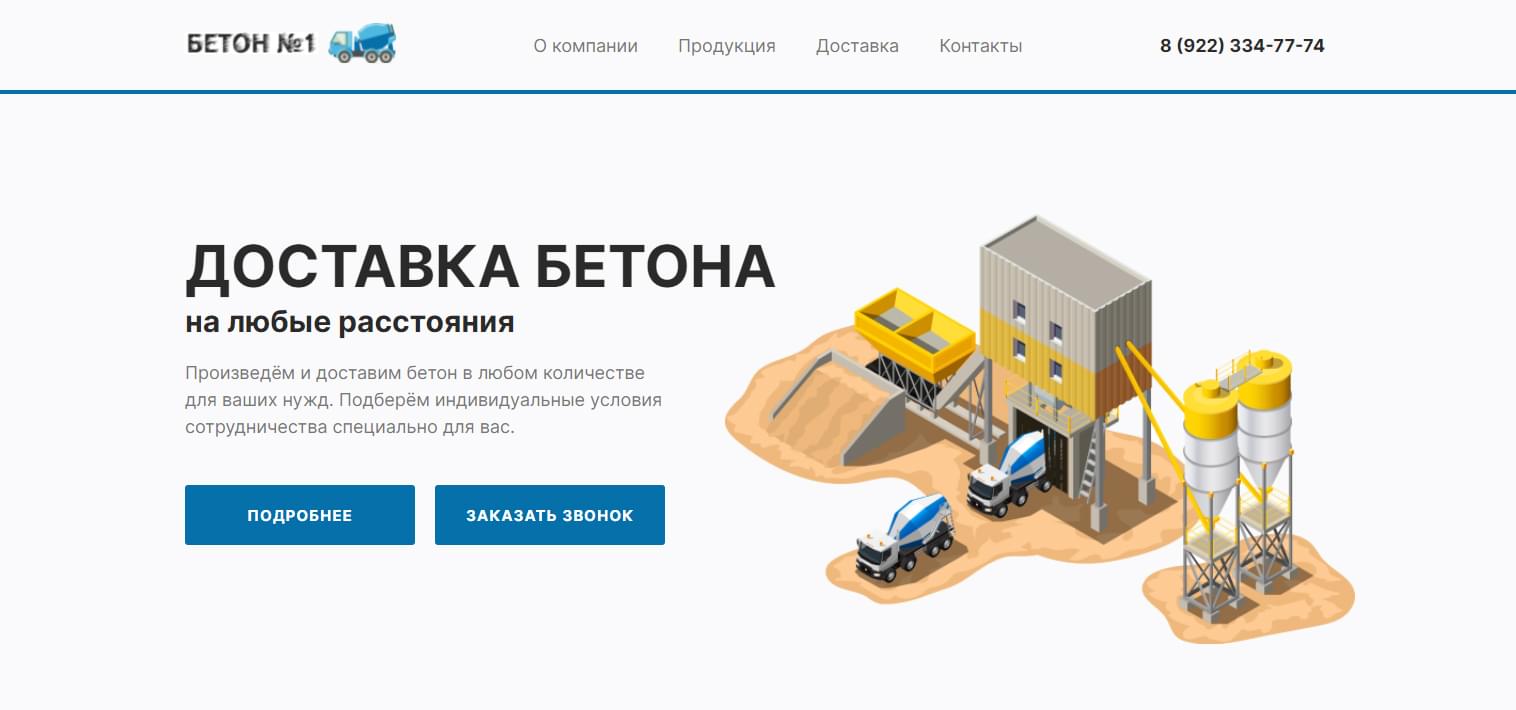 БЕТОН №1
О компании Продукция Доставка Контакты 8 (922) 334-77-74
ДОСТАВКА БЕТОНА
на любые расстояния
Произведём и доставим бетон в любом количестве
для ваших нужд. Подберём индивидуальные условия
сотрудничества специально для вас.
ПОДРОБНЕЕ ЗАКАЗАТЬ ЗВОНОК